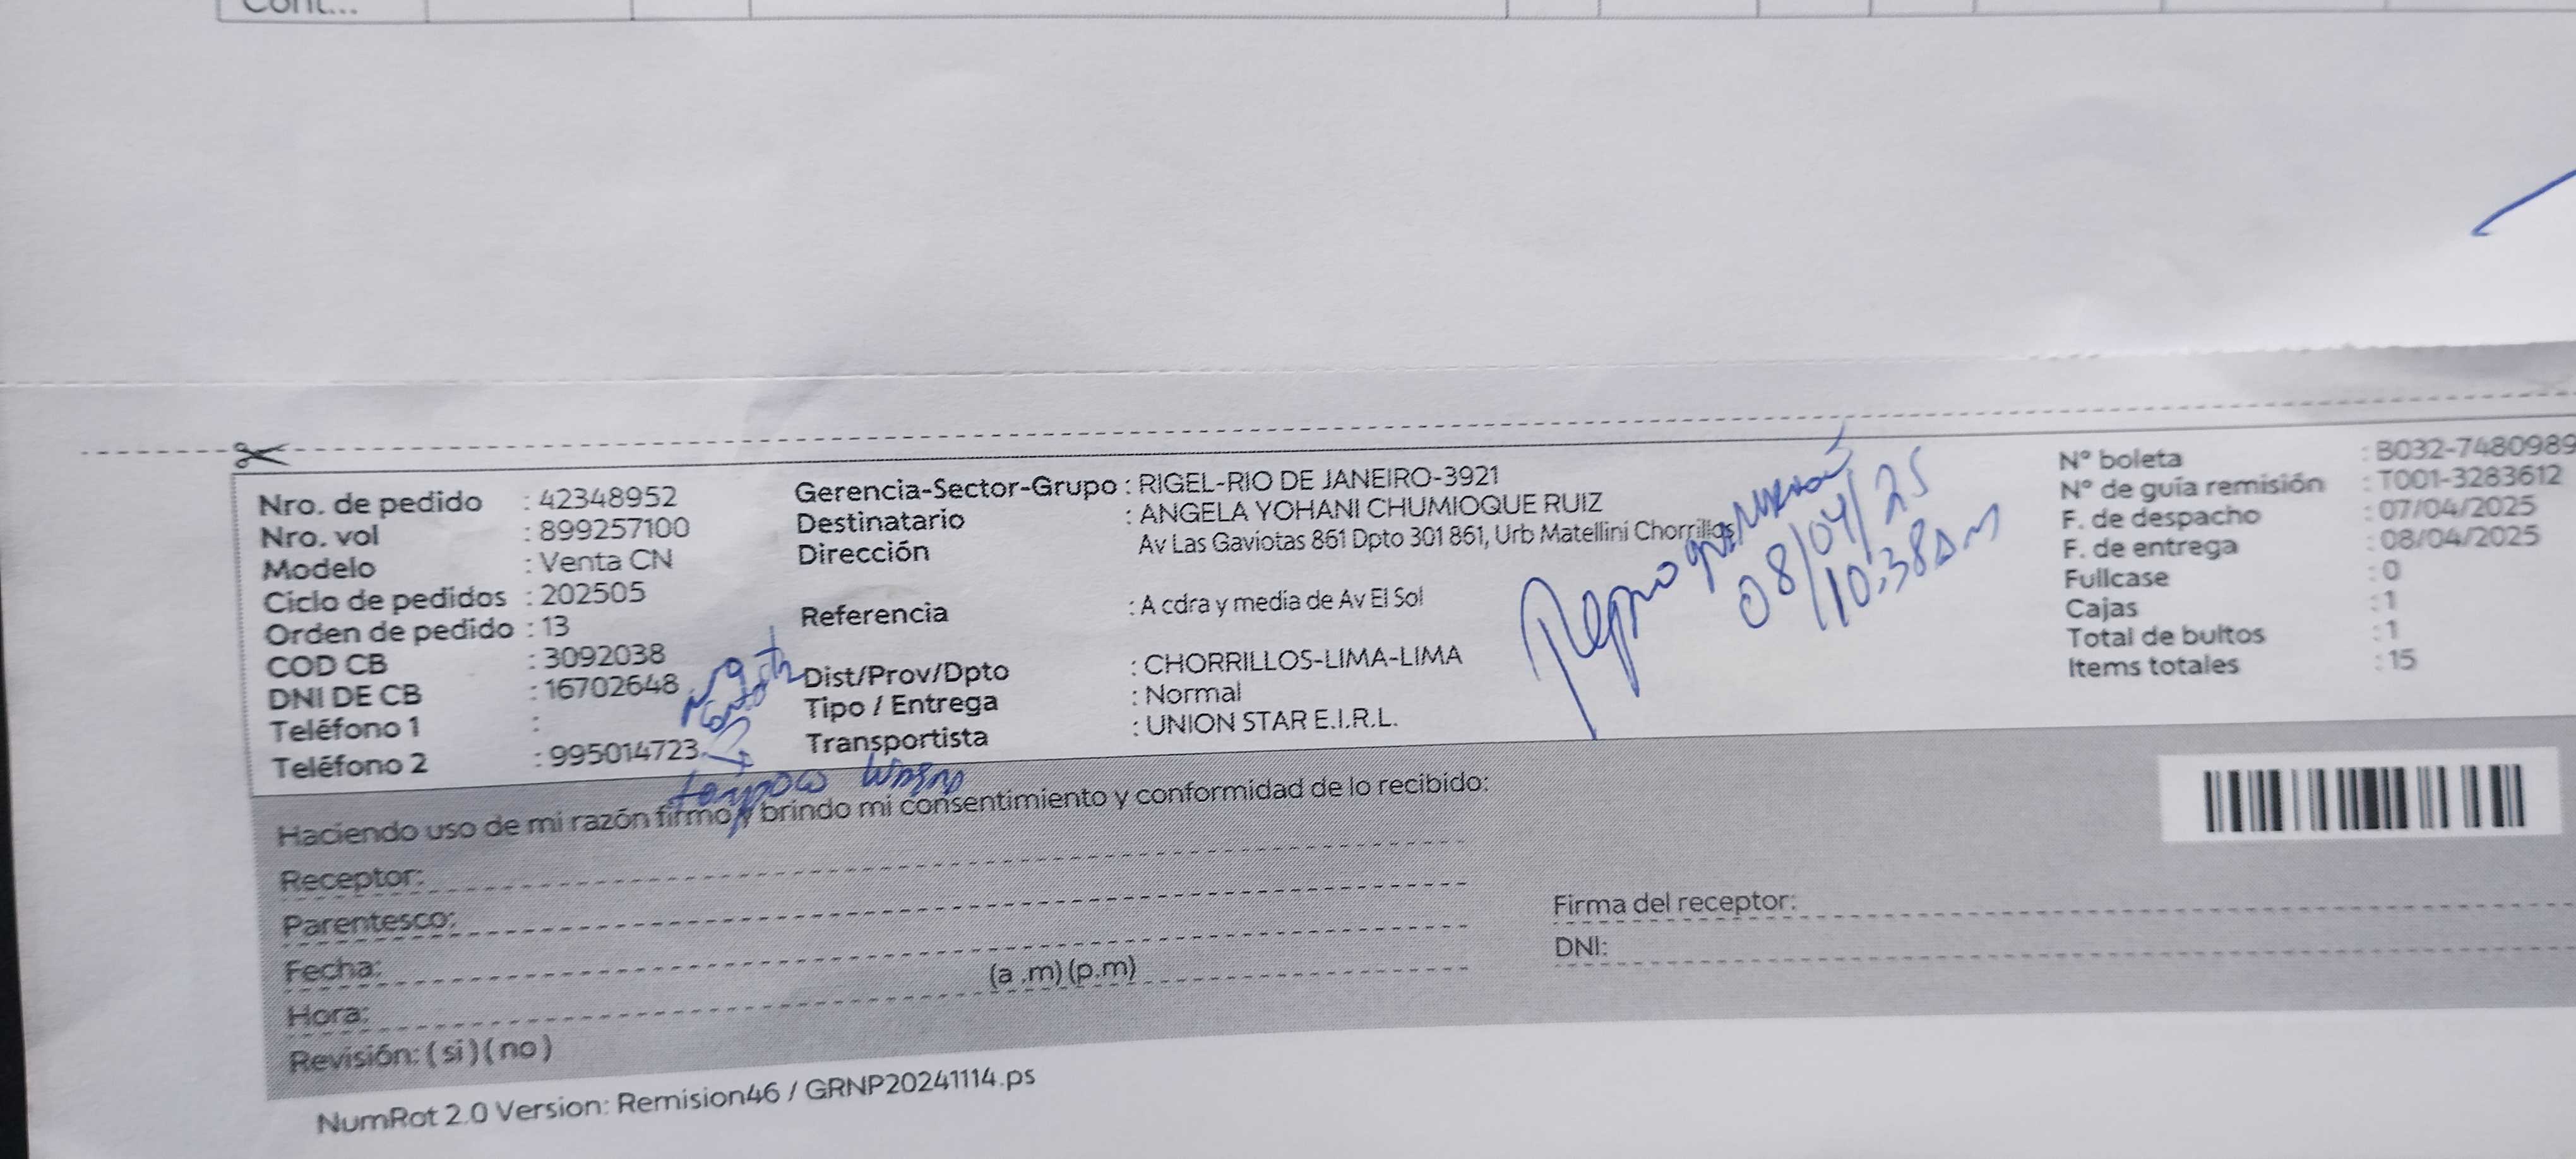 Cont...
Nro. de pedido : 42348952
Nro. vol : 899257100
Modelo : Venta CN
Ciclo de pedidos : 202505
Orden de pedido : 13
COD CB : 3092038
DNI DE CB : 16702648
Teléfono 1 :
Teléfono 2 : 995014723
Gerencia-Sector-Grupo : RIGEL-RIO DE JANEIRO-3921
Destinatario : ANGELA YOHANI CHUMIOQUE RUIZ
Dirección Av Las Gaviotas 861 Dpto 301 861, Urb Matellini Chorrillos
Referencia : A cdra y media de Av El Sol
Dist/Prov/Dpto : CHORRILLOS-LIMA-LIMA
Tipo / Entrega : Normal
Transportista : UNION STAR E.I.R.L.
08/04/25
10:38am
Nº boleta : B032-7480989
Nº de guía remisión : T001-3283612
F. de despacho : 07/04/2025
F. de entrega : 08/04/2025
Fullcase : 0
Cajas : 1
Total de bultos : 1
Items totales : 15
tampoco
Haciendo uso de mi razón firmo y brindo mi consentimiento y conformidad de lo recibido:
Receptor:
Parentesco:
Fecha:
Hora: (a .m) (p.m)
Revisión: ( si ) ( no )
Firma del receptor:
DNI:
NumRot 2.0 Version: Remision46 / GRNP20241114.ps